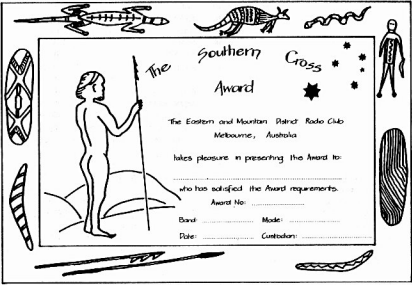 The Southern Cross
Award
The Eastern and Mountain District Radio Club
Melbourne, Australia
takes pleasure in presenting the Award to:
who has satisfied the Award requirements.
Award No:
Band: Mode:
Date: Custodian: